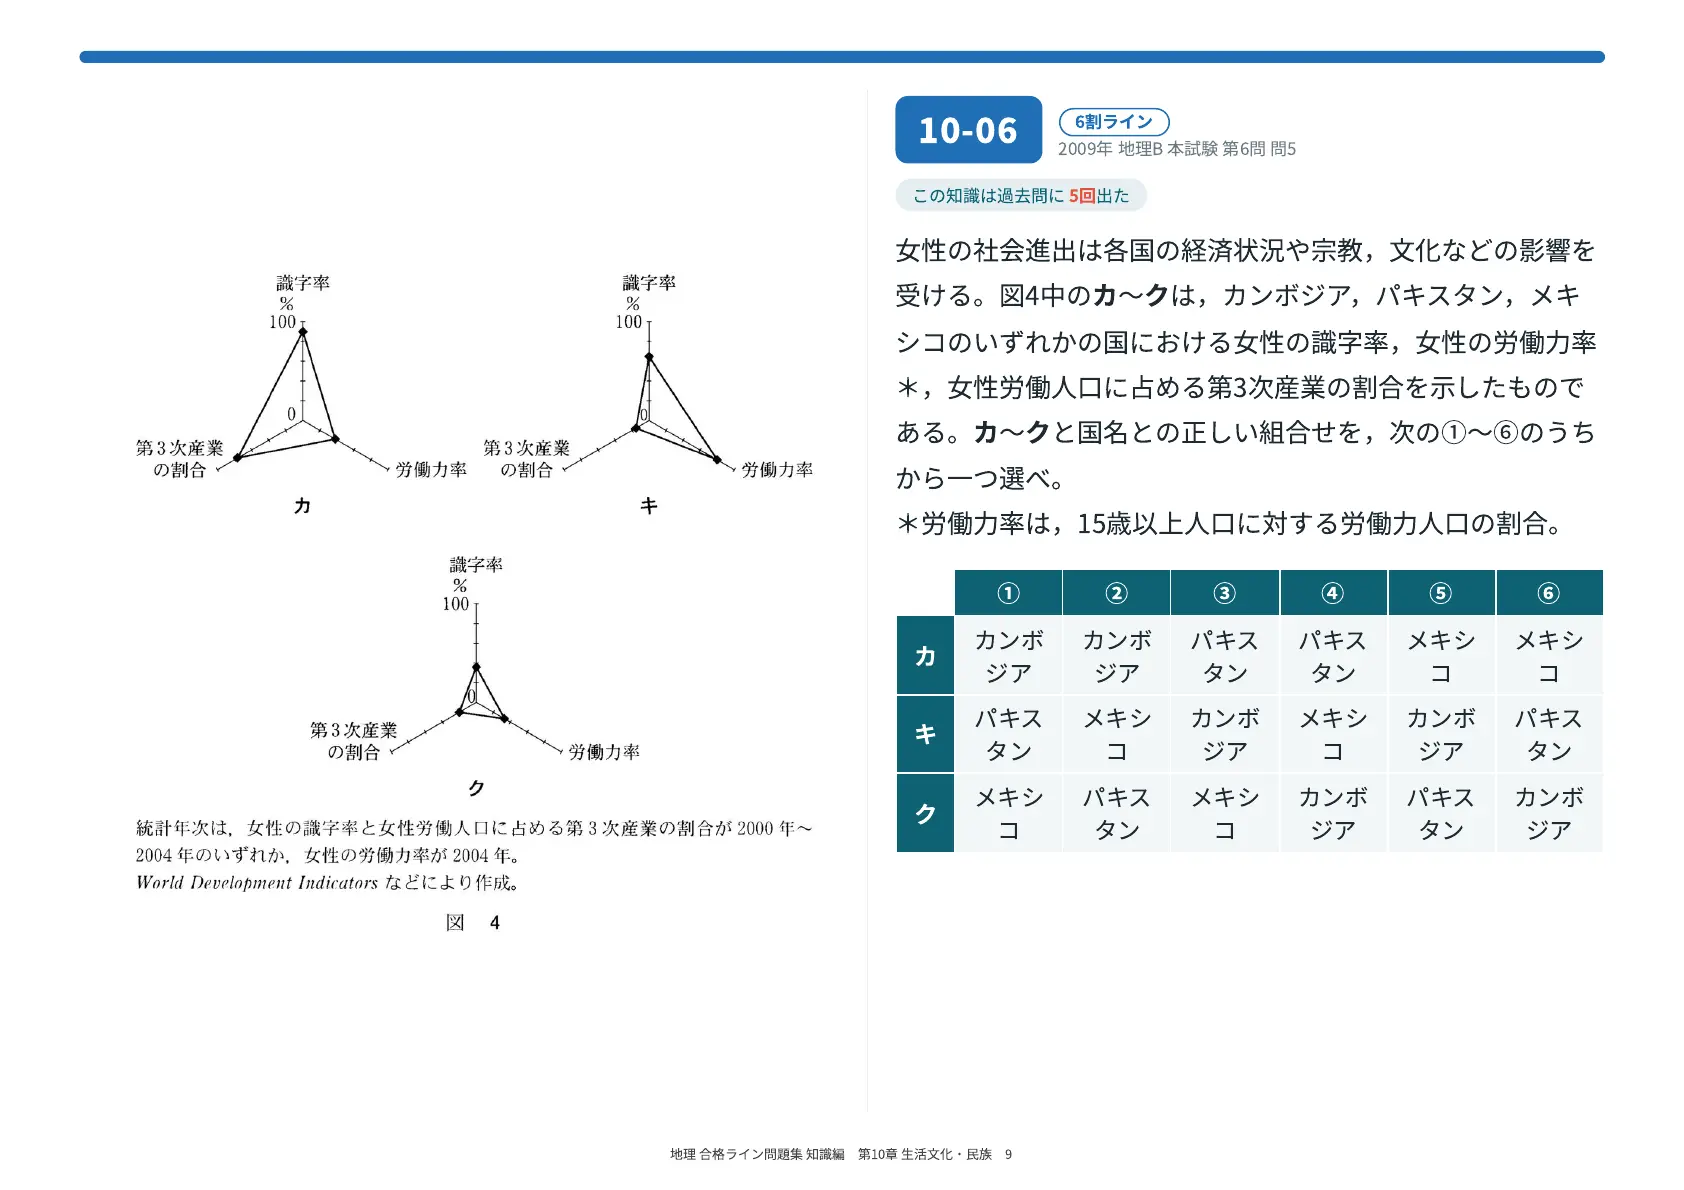 識字率
%
100
0
第3次産業
の割合
労働力率
カ
識字率
%
100
0
第3次産業
の割合
労働力率
キ
識字率
%
100
0
第3次産業
の割合
労働力率
ク
統計年次は，女性の識字率と女性労働人口に占める第3次産業の割合が2000年～
2004年のいずれか，女性の労働力率が2004年。
World Development Indicators などにより作成。
図 4
10-06
6割ライン
2009年 地理B 本試験 第6問 問5
この知識は過去問に 5回出た
女性の社会進出は各国の経済状況や宗教，文化などの影響を
受ける。図4中のカ～クは，カンボジア，パキスタン，メキ
シコのいずれかの国における女性の識字率，女性の労働力率
＊，女性労働人口に占める第3次産業の割合を示したもので
ある。カ～クと国名との正しい組合せを，次の①～⑥のうち
から一つ選べ。
＊労働力率は，15歳以上人口に対する労働力人口の割合。
① ② ③ ④ ⑤ ⑥
カ カンボジア カンボジア パキスタン パキスタン メキシコ メキシコ
キ パキスタン メキシコ カンボジア メキシコ カンボジア パキスタン
ク メキシコ パキスタン メキシコ カンボジア パキスタン カンボジア
地理 合格ライン問題集 知識編 第10章 生活文化・民族 9